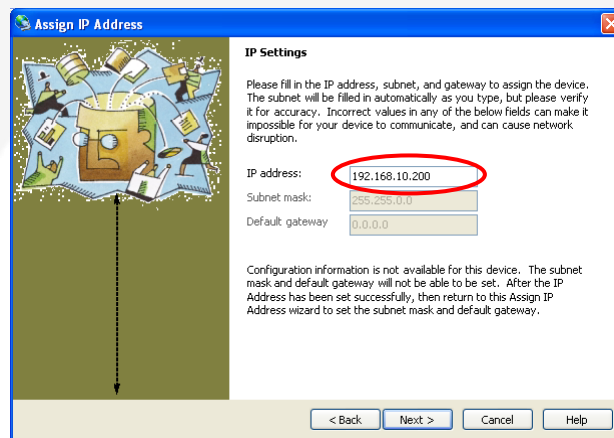 Assign IP Address
IP Settings
Please fill in the IP address, subnet, and gateway to assign the device.
The subnet will be filled in automatically as you type, but please verify
it for accuracy. Incorrect values in any of the below fields can make it
impossible for your device to communicate, and can cause network
disruption.
IP address: 192.168.10.200
Subnet mask: 255.255.0.0
Default gateway 0.0.0.0
Configuration information is not available for this device. The subnet
mask and default gateway will not be able to be set. After the IP
Address has been set successfully, then return to this Assign IP
Address wizard to set the subnet mask and default gateway.
< Back Next > Cancel Help